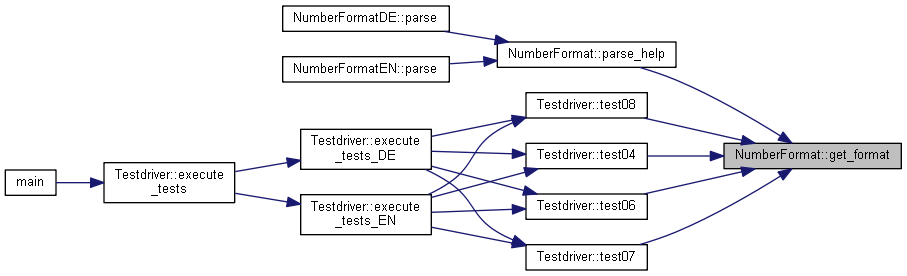 NumberFormatDE::parse
NumberFormatEN::parse
NumberFormat::parse_help
Testdriver::test08
Testdriver::execute
_tests_DE
Testdriver::test04
NumberFormat::get_format
Testdriver::execute
_tests
main
Testdriver::execute
_tests_EN
Testdriver::test06
Testdriver::test07